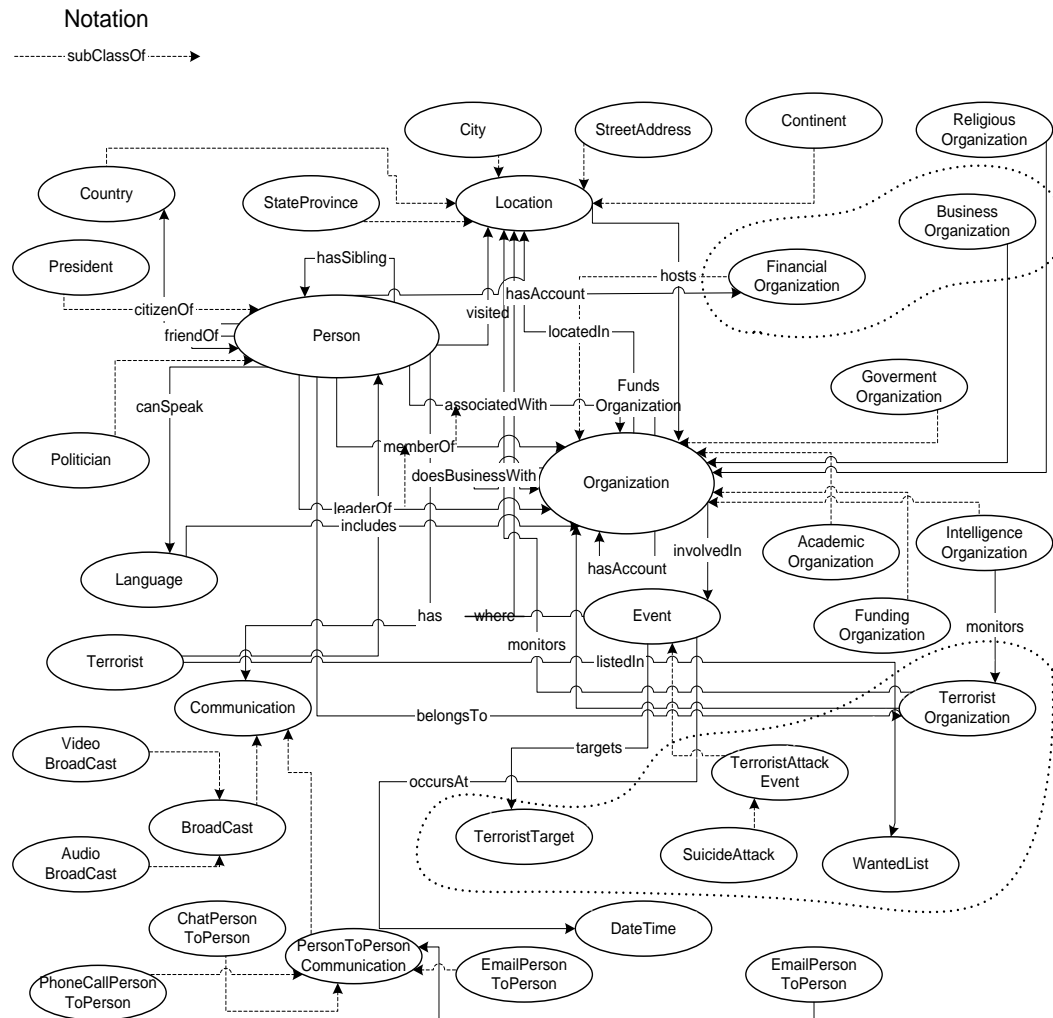 Notation
subClassOf
City
StreetAddress
Continent
Religious
Organization
Country
StateProvince
Location
Business
Organization
President
hasSibling
hosts
Financial
Organization
citizenOf
hasAccount
visited
friendOf
Person
locatedIn
canSpeak
associatedWith
Funds
Organization
Goverment
Organization
Politician
memberOf
doesBusinessWith
Organization
leaderOf
includes
Academic
Organization
Intelligence
Organization
Language
hasAccount
involvedIn
has
where
Event
Funding
Organization
monitors
monitors
Terrorist
listedIn
Communication
belongsTo
Terrorist
Organization
Video
BroadCast
targets
occursAt
TerroristAttack
Event
BroadCast
TerroristTarget
Audio
BroadCast
SuicideAttack
WantedList
ChatPerson
ToPerson
DateTime
PersonToPerson
Communication
PhoneCallPerson
ToPerson
EmailPerson
ToPerson
EmailPerson
ToPerson